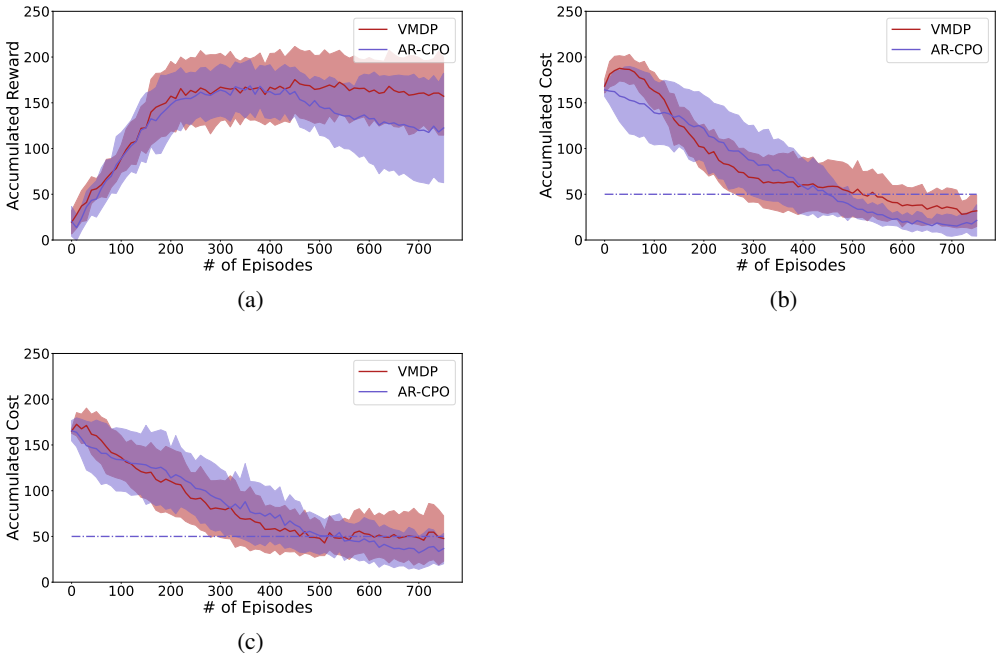 250
200
150
100
50
0
Accumulated Reward
VMDP
AR-CPO
0 100 200 300 400 500 600 700
# of Episodes
(a)
250
200
150
100
50
0
Accumulated Cost
VMDP
AR-CPO
0 100 200 300 400 500 600 700
# of Episodes
(b)
250
200
150
100
50
0
Accumulated Cost
VMDP
AR-CPO
0 100 200 300 400 500 600 700
# of Episodes
(c)